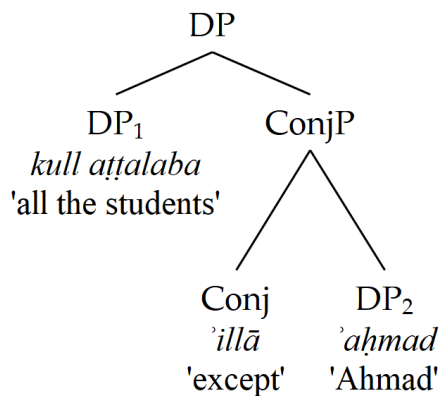 DP
DP₁ ConjP
kull aṭṭalaba
'all the students'
Conj DP₂
ʾillā ʾaḥmad
'except' 'Ahmad'